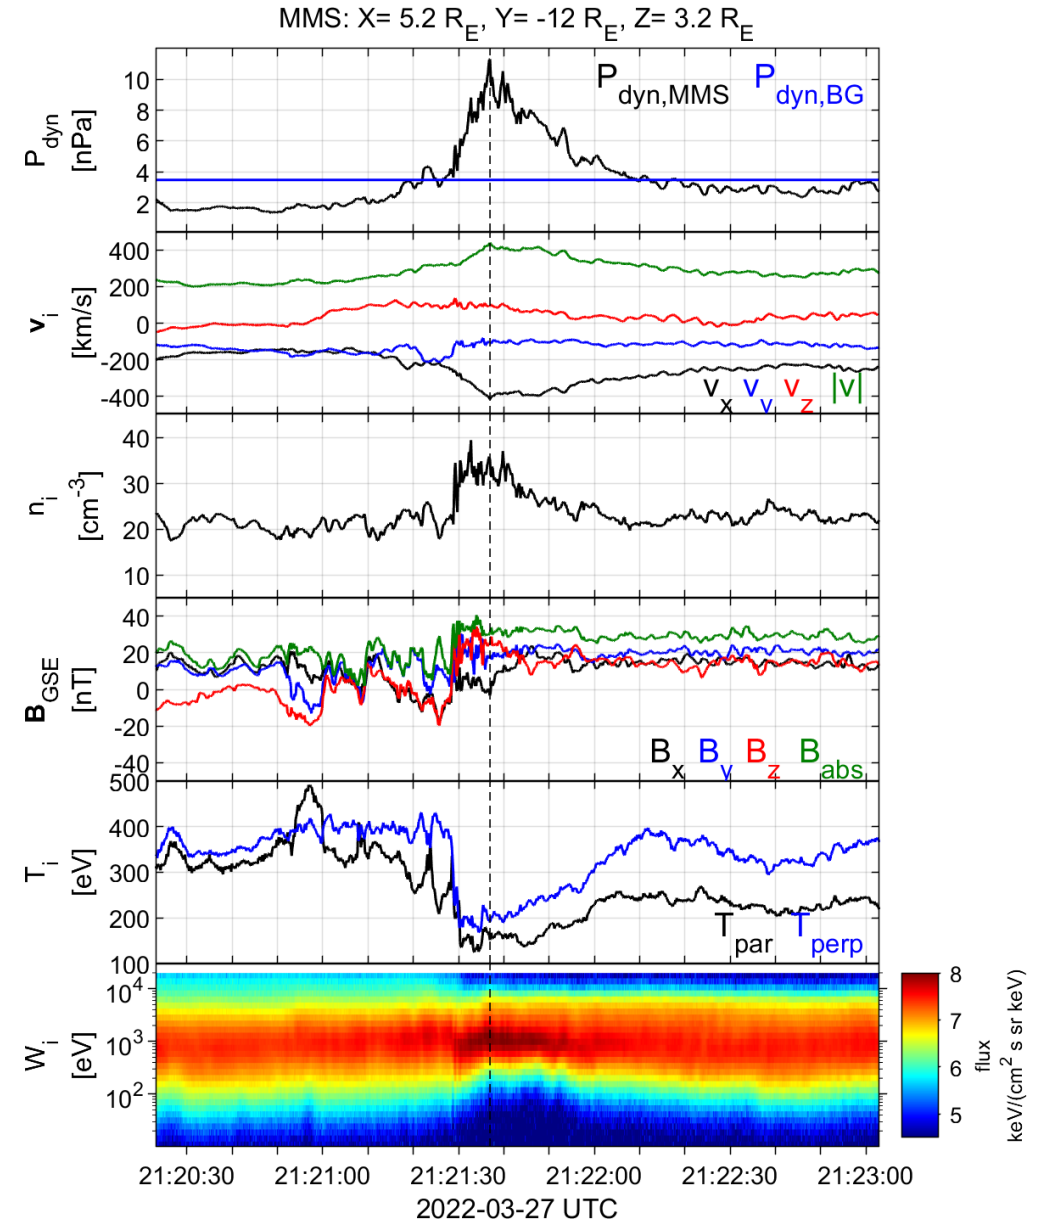 MMS: X= 5.2 R_E, Y= -12 R_E, Z= 3.2 R_E
P_dyn [nPa]
10
8
6
4
2
P_dyn,MMS P_dyn,BG
v_i [km/s]
400
200
0
-200
-400
v_x v_y v_z |v|
n_i [cm^-3]
40
30
20
10
B_GSE [nT]
40
20
0
-20
-40
B_x B_y B_z B_abs
T_i [eV]
500
400
300
200
100
T_par T_perp
W_i [eV]
10^4
10^3
10^2
8
7
6
5
flux
keV/(cm^2 s sr keV)
21:20:30 21:21:00 21:21:30 21:22:00 21:22:30 21:23:00
2022-03-27 UTC